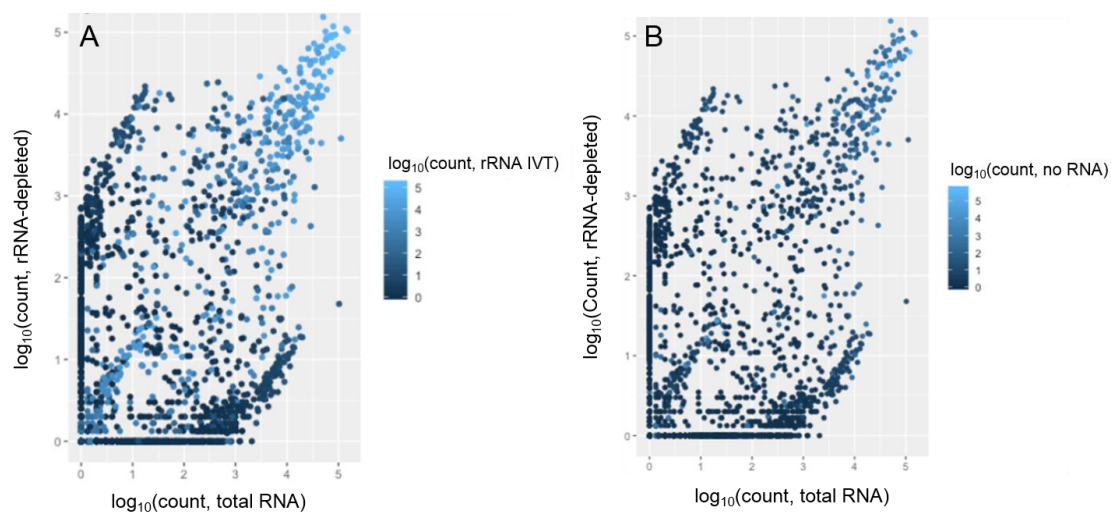 A
5
4
3
2
1
0
0 1 2 3 4 5
log10(count, rRNA-depleted)
log10(count, total RNA)
log10(count, rRNA IVT)
5
4
3
2
1
0
B
5
4
3
2
1
0
0 1 2 3 4 5
log10(Count, rRNA-depleted)
log10(count, total RNA)
log10(count, no RNA)
5
4
3
2
1
0